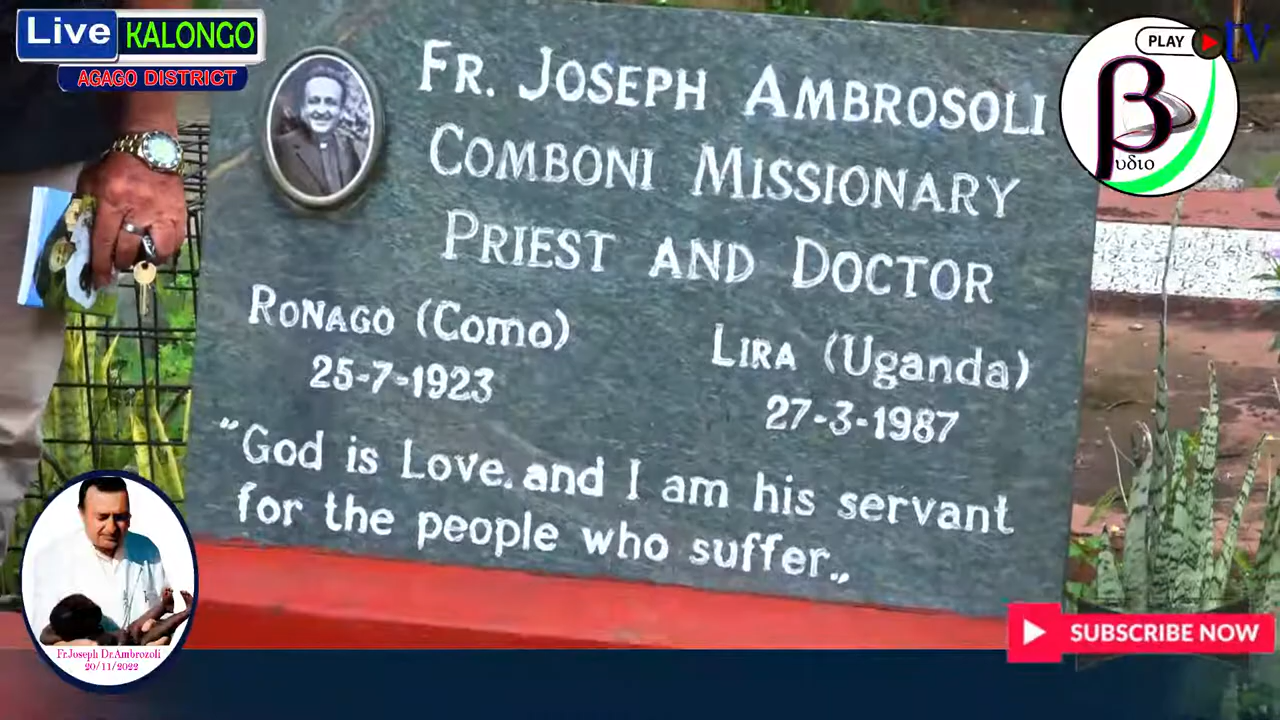 Live KALONGO
AGAGO DISTRICT
PLAY tv
βυδιο
FR. JOSEPH AMBROSOLI
COMBONI MISSIONARY
PRIEST AND DOCTOR
RONAGO (Como)
25-7-1923
LIRA (Uganda)
27-3-1987
"God is Love. and I am his servant
for the people who suffer.„
Fr.Joseph Dr.Ambrozoli
20/11/2022
SUBSCRIBE NOW